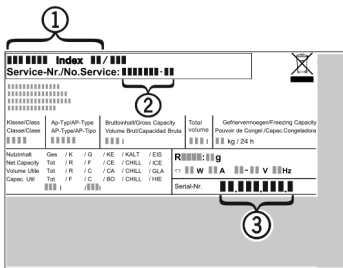 1
Index /
Service-Nr./No.Service: -
2
Klasse/Class
Classe/Clase
Ap-Typ/AP-Type
AP-Type/AP-Tipo
Bruttoinhalt/Gross Capacity
Volume Brut/Capacidad Bruta
l
Total
volume
l
Gefriervermoegen/Freezing Capacity
Pouvoir de Congel./Capac.Congeladora
kg / 24 h
Nutzinhalt Ges / K / G / KE / KALT / EIS
Net.Capacity Tot / R / F / CE / CHILL / ICE
Volume Utile Tot / R / C / CA / CHILL / GLA
Capac. Util Tot / F / C / BO / CHILL / HIE
l / l
R : g
W A - V Hz
Serial-Nr. . . .
3